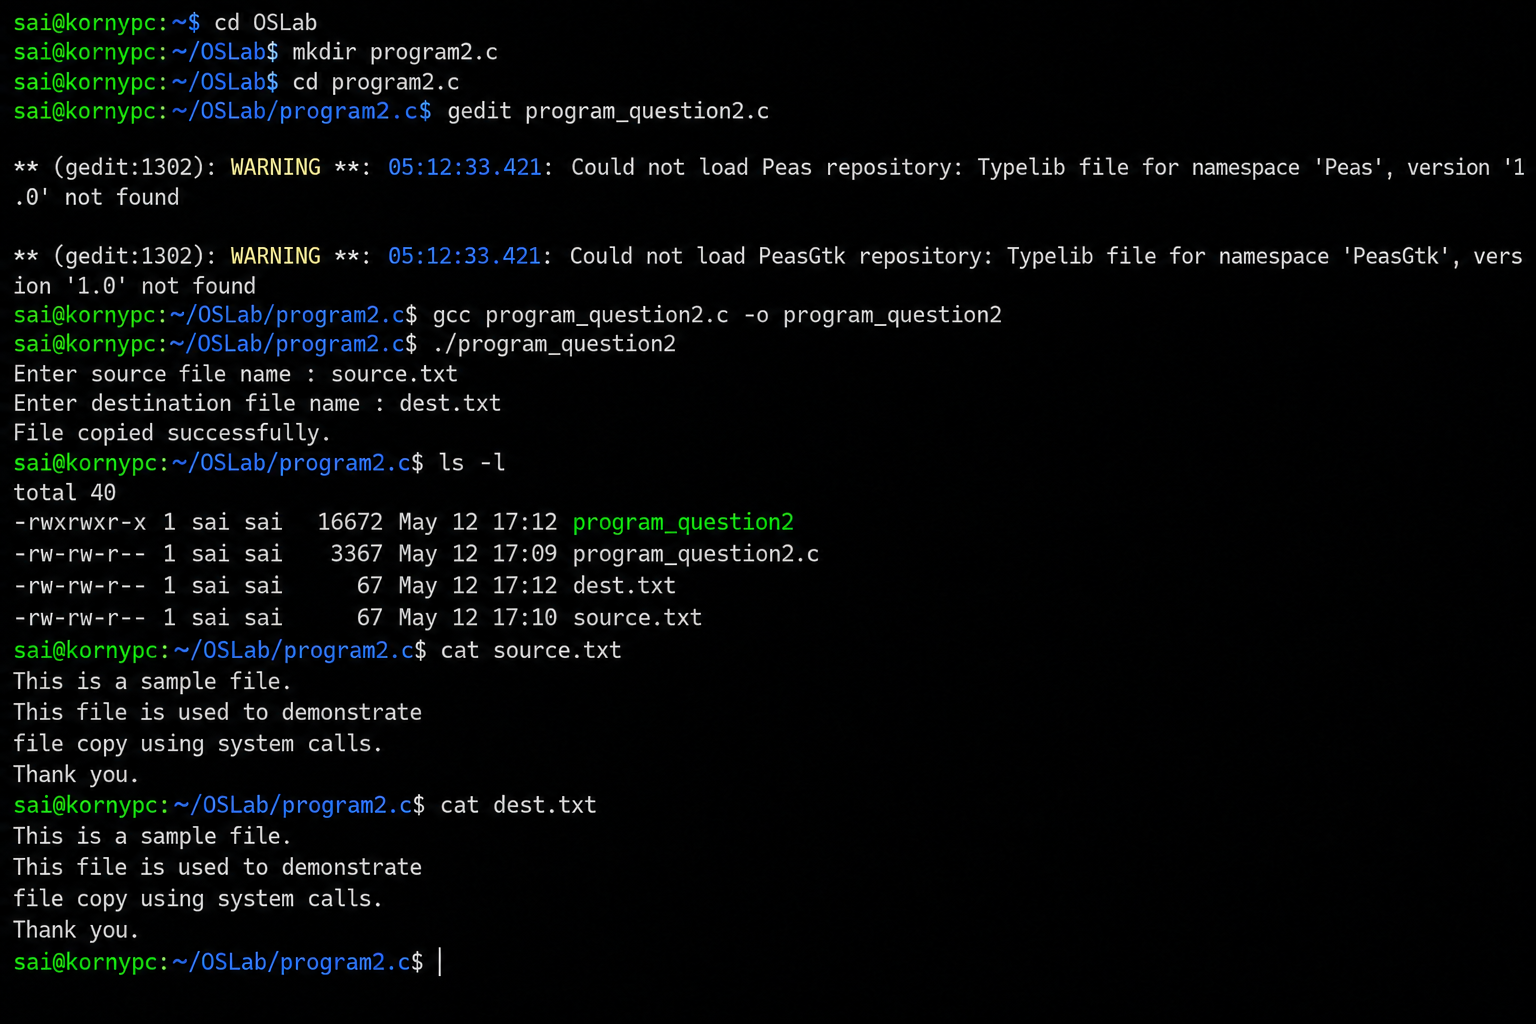 sai@kornypc:~$ cd OSLab
sai@kornypc:~/OSLab$ mkdir program2.c
sai@kornypc:~/OSLab$ cd program2.c
sai@kornypc:~/OSLab/program2.c$ gedit program_question2.c
** (gedit:1302): WARNING **: 05:12:33.421: Could not load Peas repository: Typelib file for namespace 'Peas', version '1
.0' not found
** (gedit:1302): WARNING **: 05:12:33.421: Could not load PeasGtk repository: Typelib file for namespace 'PeasGtk', vers
ion '1.0' not found
sai@kornypc:~/OSLab/program2.c$ gcc program_question2.c -o program_question2
sai@kornypc:~/OSLab/program2.c$ ./program_question2
Enter source file name : source.txt
Enter destination file name : dest.txt
File copied successfully.
sai@kornypc:~/OSLab/program2.c$ ls -l
total 40
-rwxrwxr-x 1 sai sai  16672 May 12 17:12 program_question2
-rw-rw-r-- 1 sai sai   3367 May 12 17:09 program_question2.c
-rw-rw-r-- 1 sai sai     67 May 12 17:12 dest.txt
-rw-rw-r-- 1 sai sai     67 May 12 17:10 source.txt
sai@kornypc:~/OSLab/program2.c$ cat source.txt
This is a sample file.
This file is used to demonstrate
file copy using system calls.
Thank you.
sai@kornypc:~/OSLab/program2.c$ cat dest.txt
This is a sample file.
This file is used to demonstrate
file copy using system calls.
Thank you.
sai@kornypc:~/OSLab/program2.c$